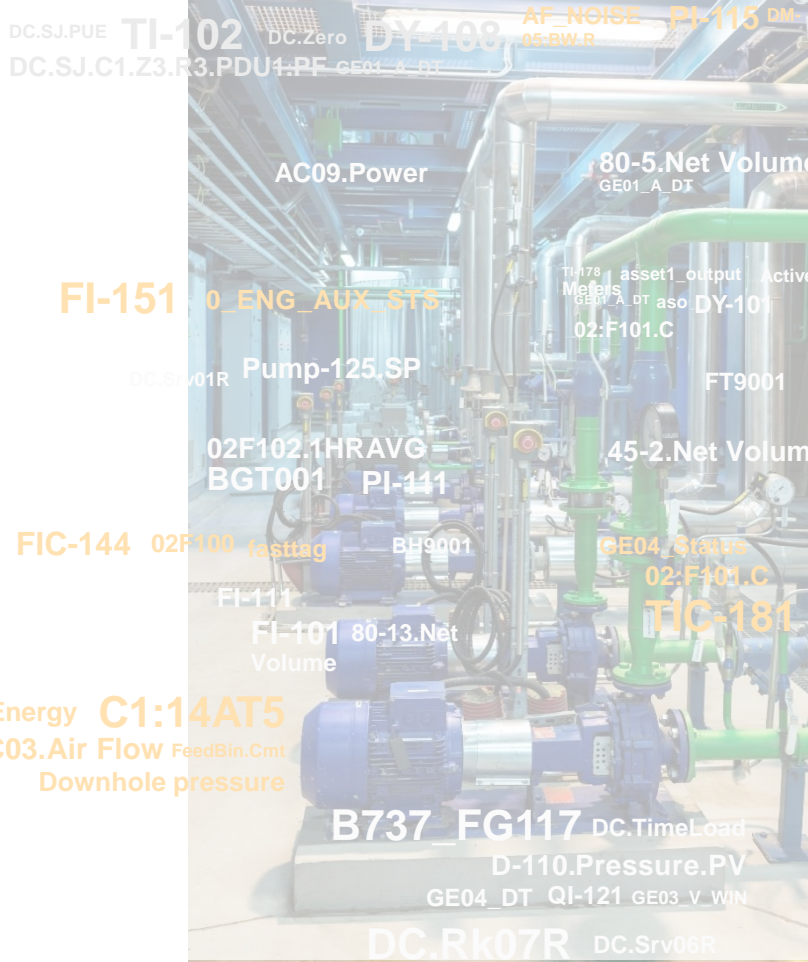 DC.SJ.PUE TI-102 DC.Zero DY-108 AF_NOISE PI-115 DM
05-BW-R
DC.SJ.C1.Z3.R3.PDU1.PF GE01_A_DT
AC09.Power 80-5.Net Volume
GE01_A_DT
TI-178 asset1_output Active
Meters
GE01_A_DT aso DY-101
FI-151 0_ENG_AUX_STS
02:F101.C
DC.Srv01R Pump-125.SP FT9001
02F102.1HRAVG 45-2.Net Volum
BGT001 PI-111
FIC-144 02F100 fasttag BH9001 GE04_Status
02:F101.C
FI-111 TIC-181
FI-101 80-13.Net
Volume
Energy C1:14AT5
C03.Air Flow FeedBin.Cmt
Downhole pressure
B737_FG117 DC.TimeLoad
D-110.Pressure.PV
GE04_DT QI-121 GE03_V_WIN
DC.Rk07R DC.Srv06R